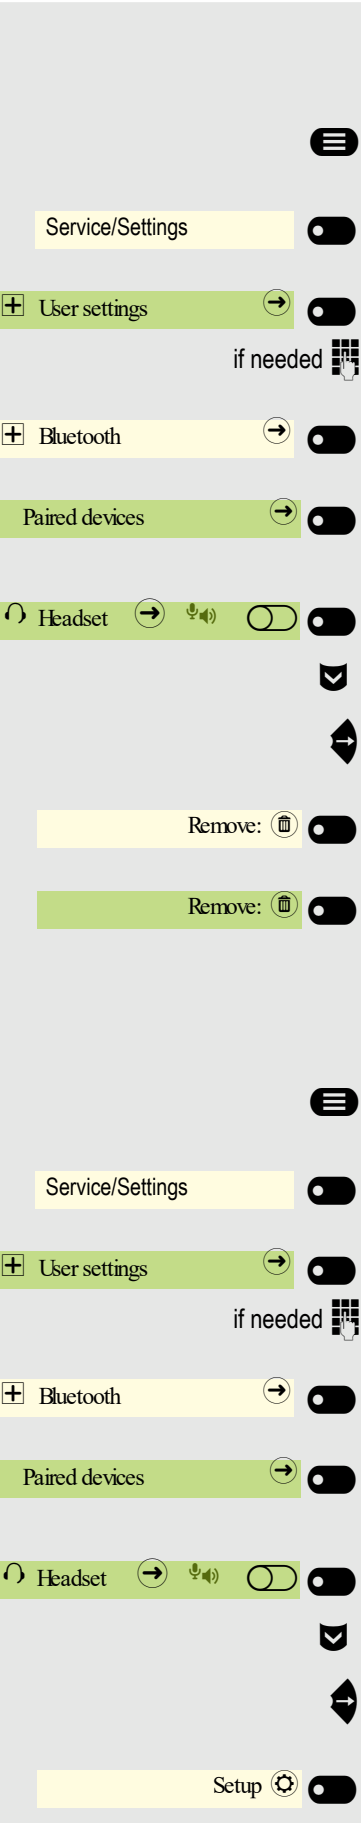 Service/Settings
User settings
if needed
Bluetooth
Paired devices
Headset
Remove:
Remove:
Service/Settings
User settings
if needed
Bluetooth
Paired devices
Headset
Setup